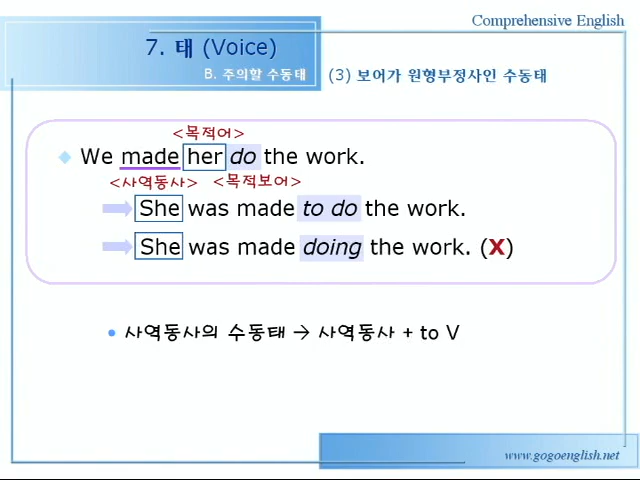 Comprehensive English
7. 태 (Voice)
B. 주의할 수동태
(3) 보어가 원형부정사인 수동태
<목적어>
We made her do the work.
<사역동사> <목적보어>
She was made to do the work.
She was made doing the work. (X)
사역동사의 수동태 → 사역동사 + to V
www.gogoenglish.net